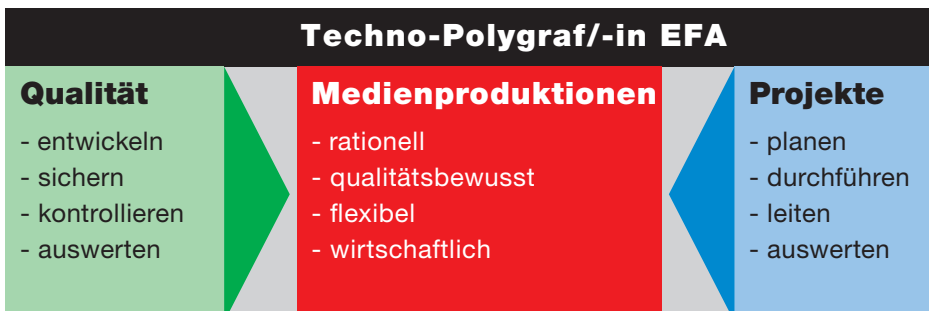 Techno-Polygraf/-in EFA
Qualität
- entwickeln
- sichern
- kontrollieren
- auswerten
Medienproduktionen
- rationell
- qualitätsbewusst
- flexibel
- wirtschaftlich
Projekte
- planen
- durchführen
- leiten
- auswerten